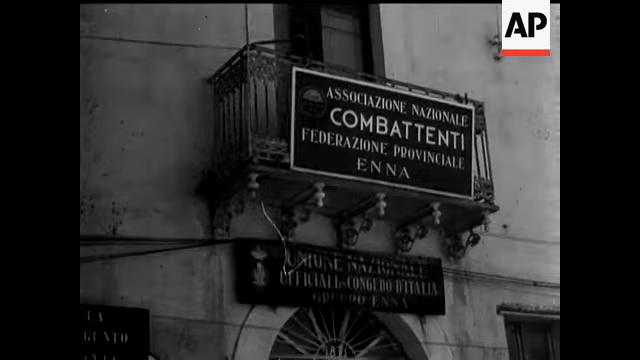 AP
ASSOCIAZIONE NAZIONALE
COMBATTENTI
FEDERAZIONE PROVINCIALE
ENNA
UNIONE NAZIONALE
UFFICIALI IN CONGEDO D'ITALIA
GRUPPO ENNA